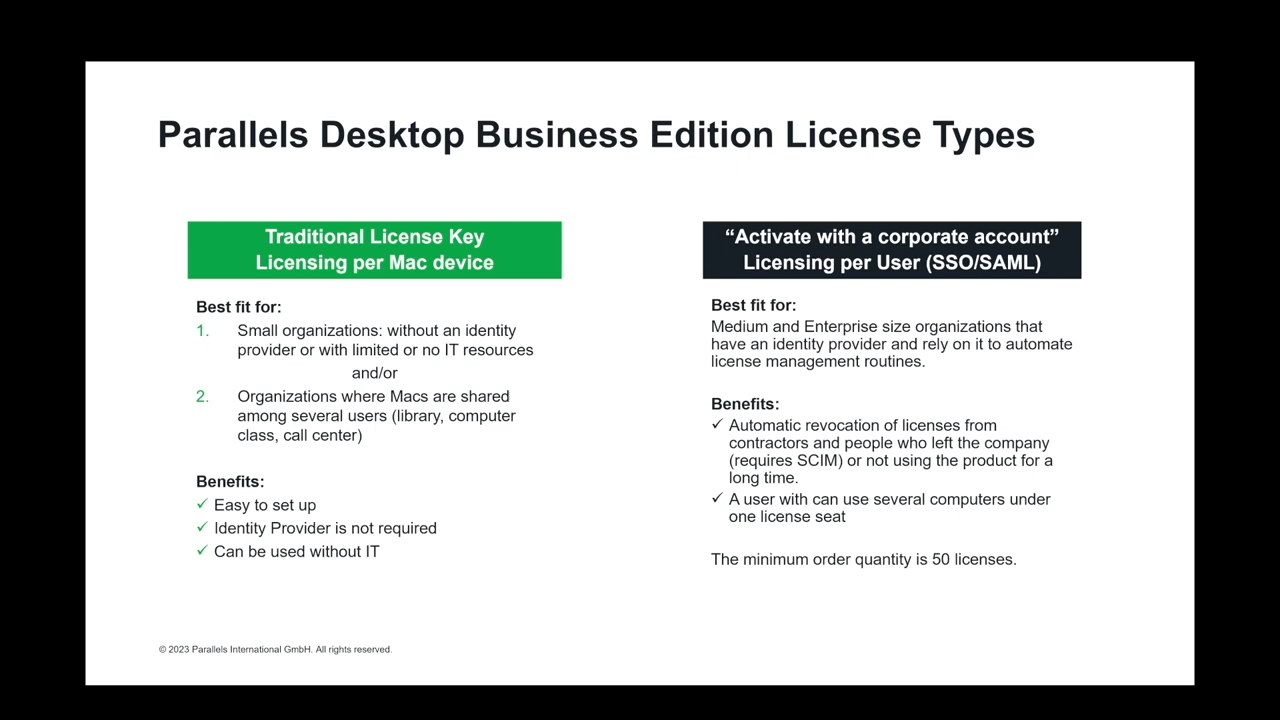 Parallels Desktop Business Edition License Types
Traditional License Key
Licensing per Mac device
Best fit for:
1. Small organizations: without an identity
provider or with limited or no IT resources
and/or
2. Organizations where Macs are shared
among several users (library, computer
class, call center)
Benefits:
✓ Easy to set up
✓ Identity Provider is not required
✓ Can be used without IT
“Activate with a corporate account”
Licensing per User (SSO/SAML)
Best fit for:
Medium and Enterprise size organizations that
have an identity provider and rely on it to automate
license management routines.
Benefits:
✓ Automatic revocation of licenses from
contractors and people who left the company
(requires SCIM) or not using the product for a
long time.
✓ A user with can use several computers under
one license seat
The minimum order quantity is 50 licenses.
© 2023 Parallels International GmbH. All rights reserved.